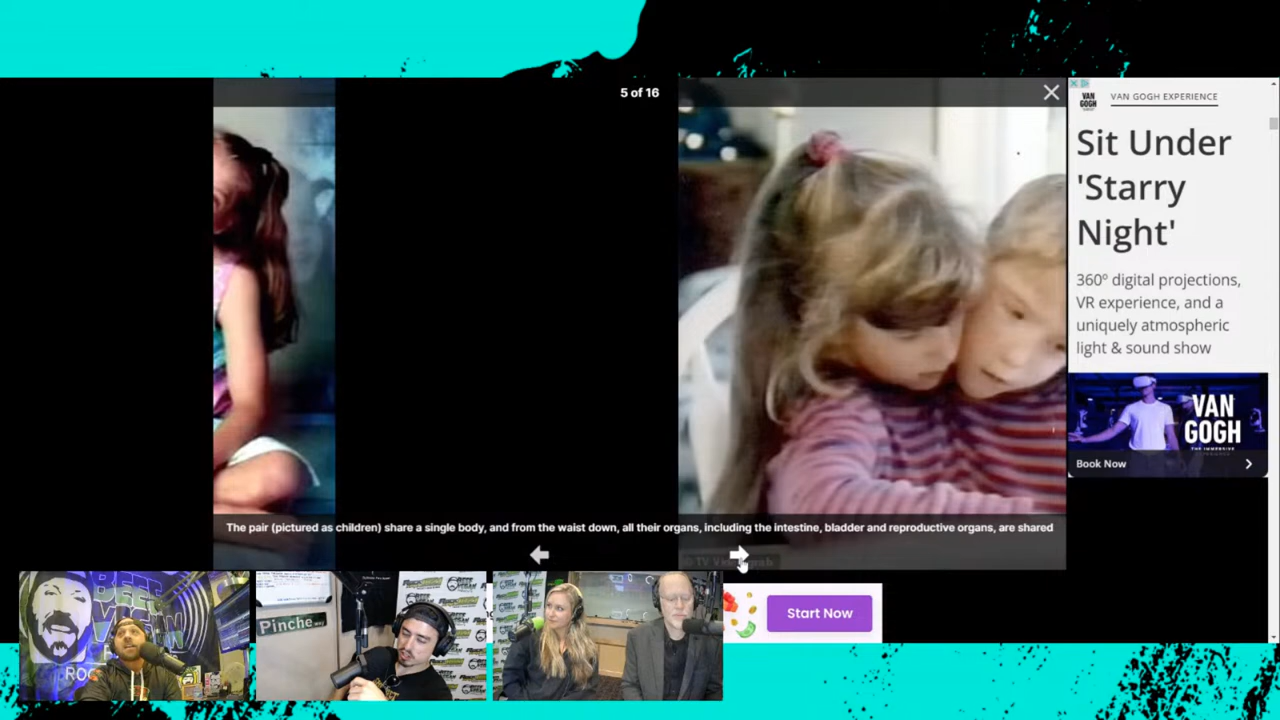 5 of 16
VAN GOGH
VAN GOGH EXPERIENCE
Sit Under
'Starry
Night'
360° digital projections,
VR experience, and a
uniquely atmospheric
light & sound show
VAN
GOGH
Book Now
The pair (pictured as children) share a single body, and from the waist down, all their organs, including the intestine, bladder and reproductive organs, are shared
Pinche
Start Now